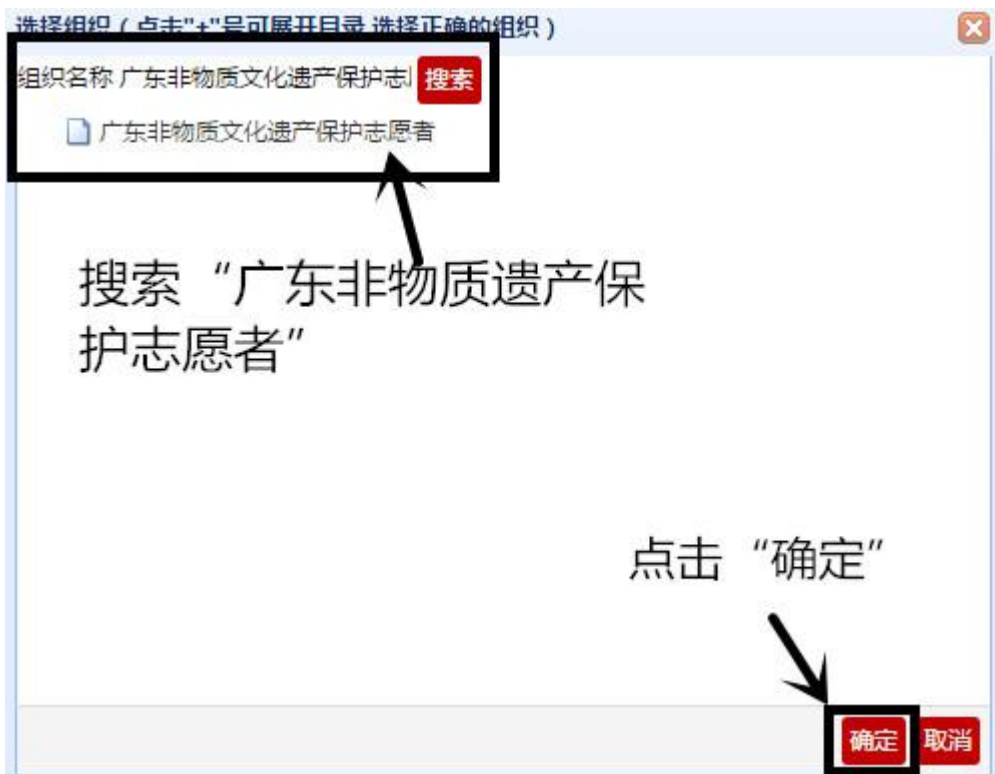 选择组织（点击"+"号可展开目录 选择正确的组织）
组织名称 广东非物质文化遗产保护志 搜索
广东非物质文化遗产保护志愿者
搜索“广东非物质遗产保
护志愿者”
点击“确定”
确定 取消